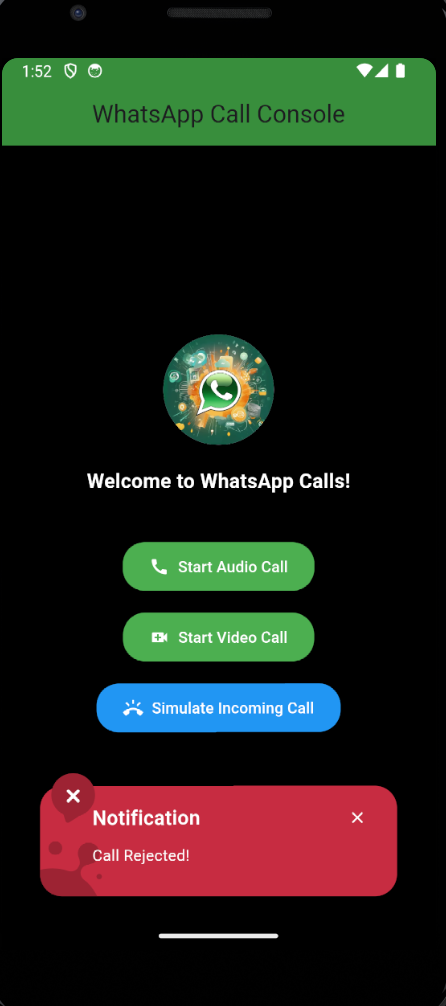 1:52
WhatsApp Call Console
Welcome to WhatsApp Calls!
Start Audio Call
Start Video Call
Simulate Incoming Call
Notification
Call Rejected!